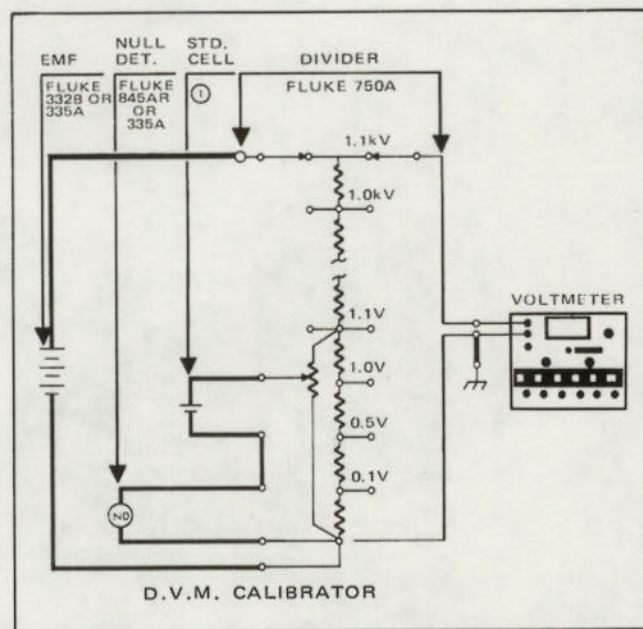 EMF
NULL DET.
STD. CELL
DIVIDER
FLUKE 332B OR 335A
FLUKE 845AR OR 335A
1
FLUKE 750A
1.1kV
1.0kV
VOLTMETER
1.1V
1.0V
0.5V
0.1V
ND
D.V.M. CALIBRATOR